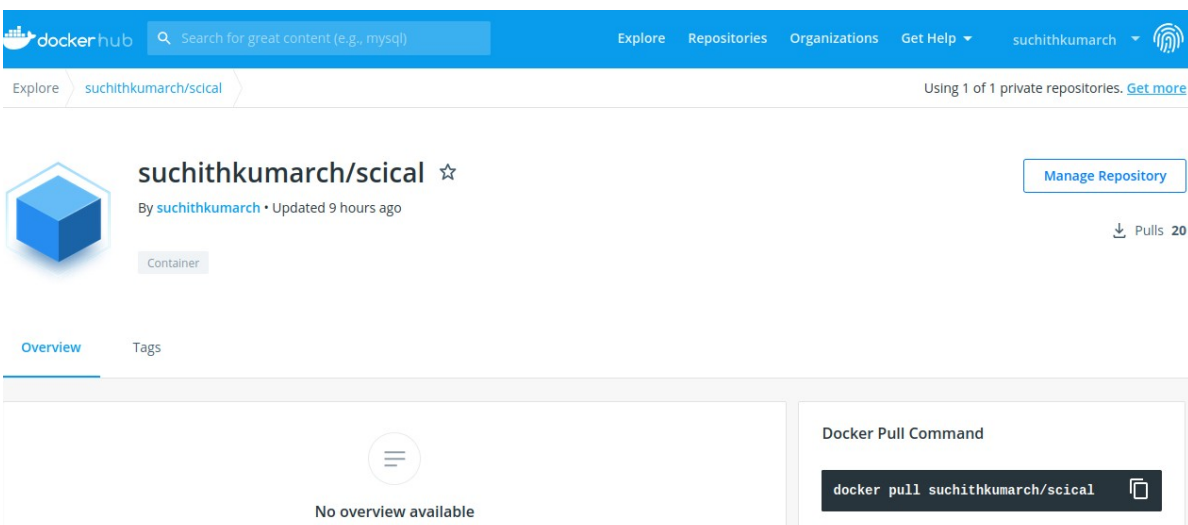 dockerhub Search for great content (e.g., mysql) Explore Repositories Organizations Get Help suchithkumarch
Explore suchithkumarch/scical Using 1 of 1 private repositories. Get more
suchithkumarch/scical
Manage Repository
By suchithkumarch • Updated 9 hours ago
Pulls 20
Container
Overview Tags
Docker Pull Command
docker pull suchithkumarch/scical
No overview available